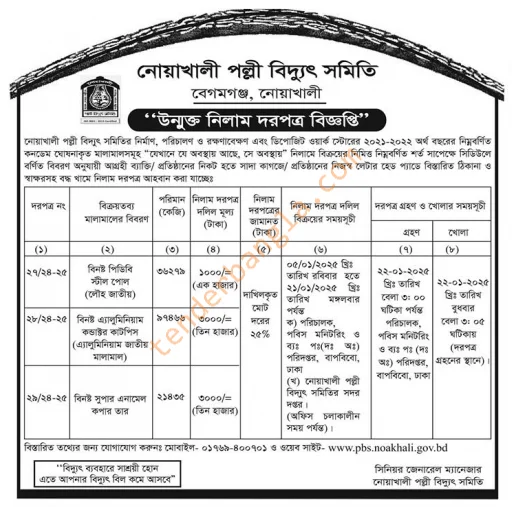 নোয়াখালী পল্লী বিদ্যুৎ সমিতি
বেগমগঞ্জ, নোয়াখালী
“উন্মুক্ত নিলাম দরপত্র বিজ্ঞপ্তি”
নোয়াখালী পল্লী বিদ্যুৎ সমিতির নির্মাণ, পরিচালণ ও রক্ষণাবেক্ষণ এবং ডিপোজিট ওয়ার্ক স্টোরের ২০২১-২০২২ অর্থ বছরের নিম্নবর্ণিত
কনডেম ঘোষনকৃত মালামালসমূহ “যেখানে যে অবস্থায় আছে, সে অবস্থায়” নিলামে বিক্রয়ের নিমিত্ত নিম্নবর্ণিত শর্ত সাপেক্ষে সিডিউলে
বর্ণিত বিবরণ অনুযায়ী আগ্রহী ব্যাক্তি/ প্রতিষ্ঠানের নিকট হতে সাদা কাগজে/ প্রতিষ্ঠানের নিজস্ব লেটার হেড প্যাডে বিস্তারিত ঠিকানা ও
স্বাক্ষরসহ বদ্ধ খামে নিলাম দরপত্র আহবান করা যাচ্ছেঃ
দরপত্র নং
বিক্রয়তব্য
মালামালের বিবরণ
পরিমান
(কেজি)
নিলাম দরপত্র
দলিল মূল্য
(টাকা)
নিলাম
দরপত্রের
জামানত
(টাকা)
নিলাম দরপত্র দলিল
বিক্রয়ের সময়সূচী
দরপত্র গ্রহণ ও খোলার সময়সূচী
গ্রহণ
খোলা
(১) (২) (৩) (৪) (৫) (৬) (৭) (৮)
২৭/২৪-২৫
বিনষ্ট পিডিবি
স্টীল পোল
(লৌহ জাতীয়)
৩৬২৭৯
১০০০/=
(এক হাজার)
২৮/২৪-২৫
বিনষ্ট এ্যালুমিনিয়াম
কন্ডাক্টর কাটপিস
(এ্যালুমিনিয়াম জাতীয়
মালামাল)
৯৭৪৬৬
৩০০০/=
(তিন হাজার)
২৯/২৪-২৫
বিনষ্ট সুপার এনামেল
কপার তার
২১৪৩৫
৩০০০/=
(তিন হাজার)
দাখিলকৃত
মোট
দরের
২৫%
০৫/০১/২০২৫ খ্রিঃ
তারিখ রবিবার হতে
২১/০১/২০২৫ খ্রিঃ
তারিখ মঙ্গলবার
পর্যন্ত
ক) পরিচালক,
পবিস মনিটরিং ও
ব্যঃ পঃ(দঃ অঃ)
পরিদপ্তর, বাপবিবো,
ঢাকা
(খ) নোয়াখালী পল্লী
বিদ্যুৎ সমিতির সদর
দপ্তর।
(অফিস চলাকালীন
সময় পর্যন্ত)।
২২-০১-২০২৫
খ্রিঃ তারিখ
বেলা ৩: ০০
ঘটিকা পর্যন্ত
পরিচালক,
পবিস মনিটরিং
ও ব্যঃ পঃ (দঃ
অঃ) পরিদপ্তর,
বাপবিবো, ঢাকা
২২-০১-২০২৫
খ্রিঃ তারিখ
বুধবার
বেলা ৩: ০৫
ঘটিকায়
(দরপত্র
গ্রহনের স্থানে)।
বিস্তারিত তথ্যের জন্য যোগাযোগ করুনঃ মোবাইল- ০১৭৬৯-৪০০৭০১ ও ওয়েব সাইট- www.pbs.noakhali.gov.bd
“বিদ্যুৎ ব্যবহারে সাশ্রয়ী হোন
এতে আপনার বিদ্যুৎ বিল কমে আসবে”
সিনিয়র জেনারেল ম্যানেজার
নোয়াখালী পল্লী বিদ্যুৎ সমিতি
tenderbangla.com